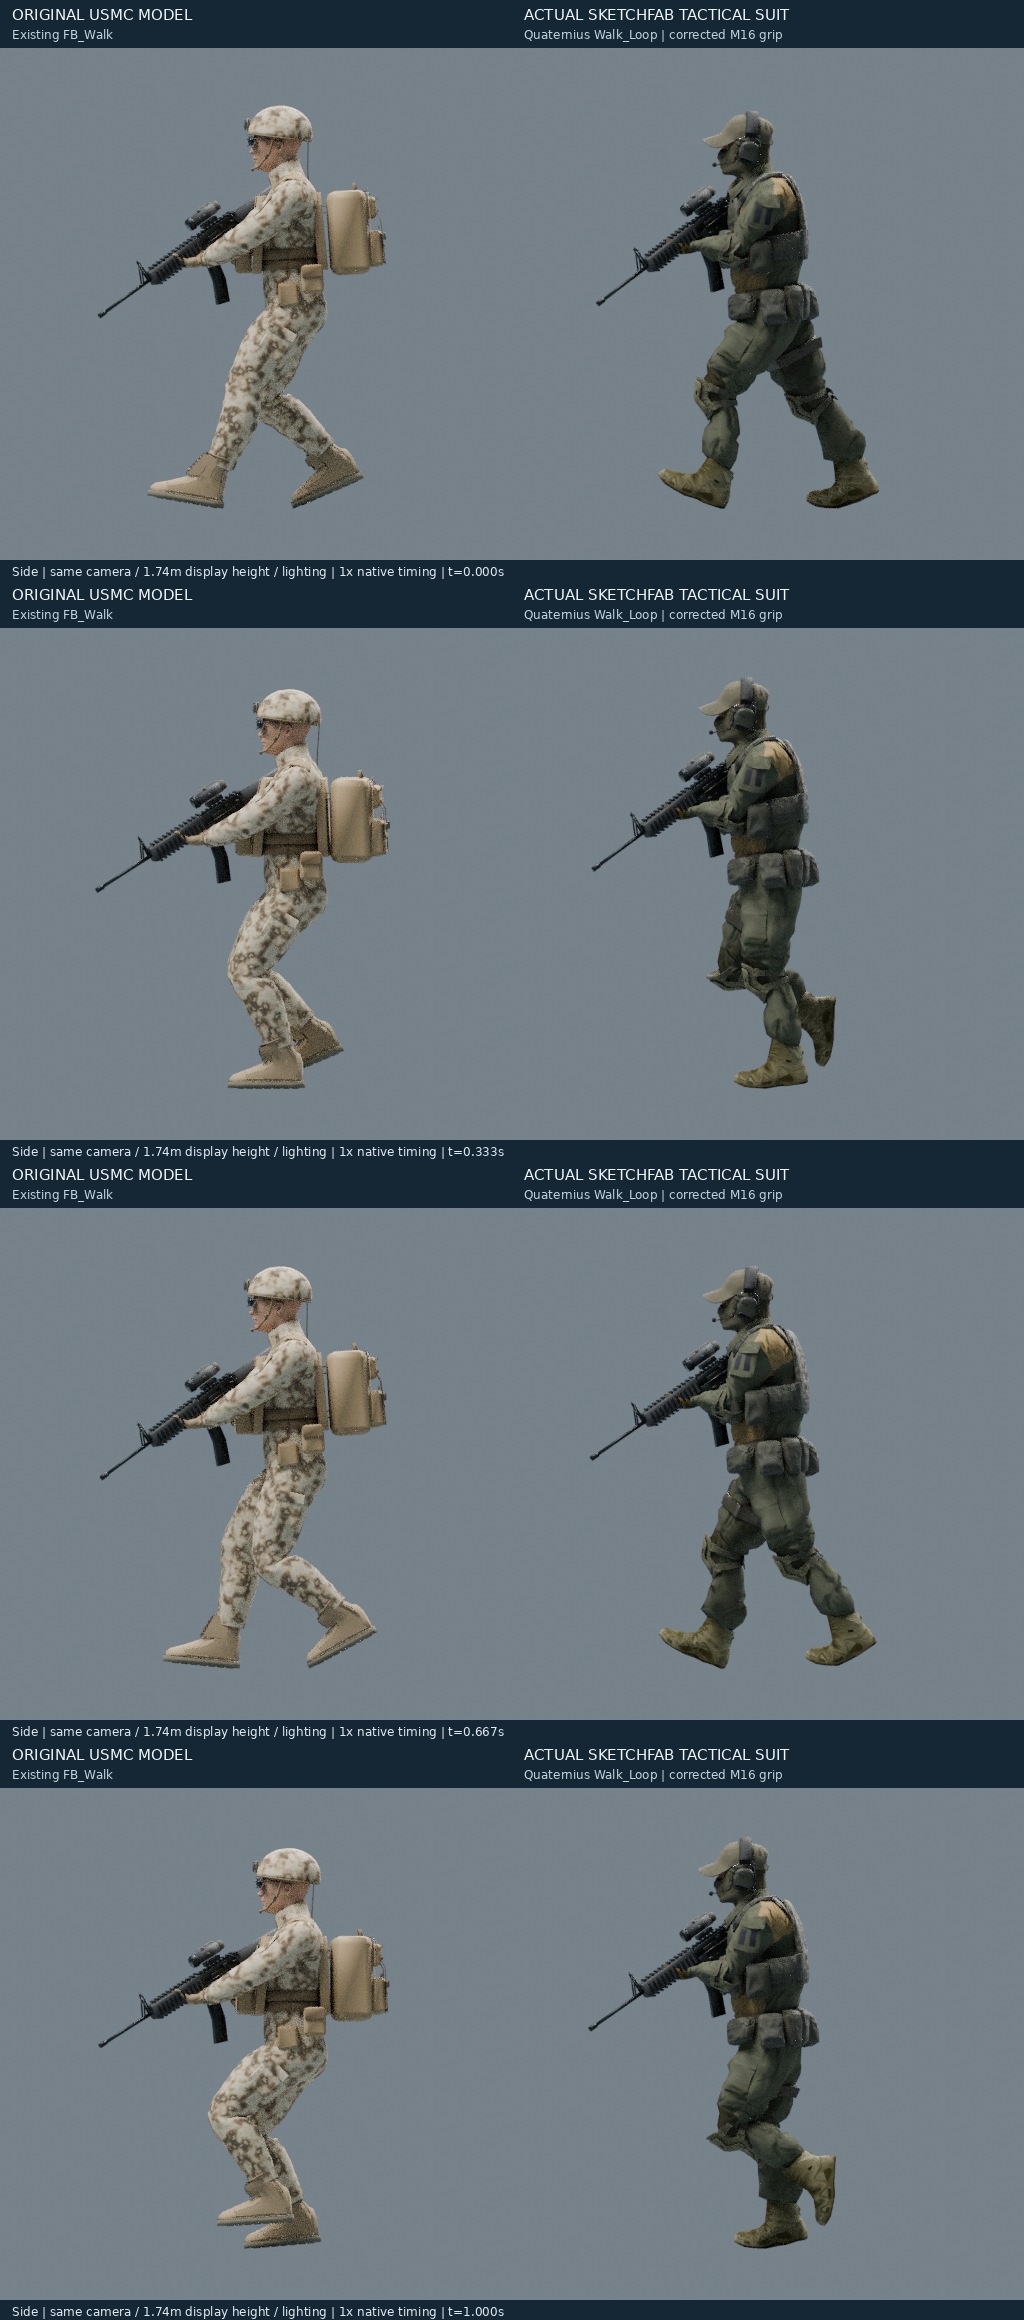 ORIGINAL USMC MODEL
Existing FB_Walk
ACTUAL SKETCHFAB TACTICAL SUIT
Quaternius Walk_Loop | corrected M16 grip
Side | same camera / 1.74m display height / lighting | 1x native timing | t=0.000s
ORIGINAL USMC MODEL
Existing FB_Walk
ACTUAL SKETCHFAB TACTICAL SUIT
Quaternius Walk_Loop | corrected M16 grip
Side | same camera / 1.74m display height / lighting | 1x native timing | t=0.333s
ORIGINAL USMC MODEL
Existing FB_Walk
ACTUAL SKETCHFAB TACTICAL SUIT
Quaternius Walk_Loop | corrected M16 grip
Side | same camera / 1.74m display height / lighting | 1x native timing | t=0.667s
ORIGINAL USMC MODEL
Existing FB_Walk
ACTUAL SKETCHFAB TACTICAL SUIT
Quaternius Walk_Loop | corrected M16 grip
Side | same camera / 1.74m display height / lighting | 1x native timing | t=1.000s